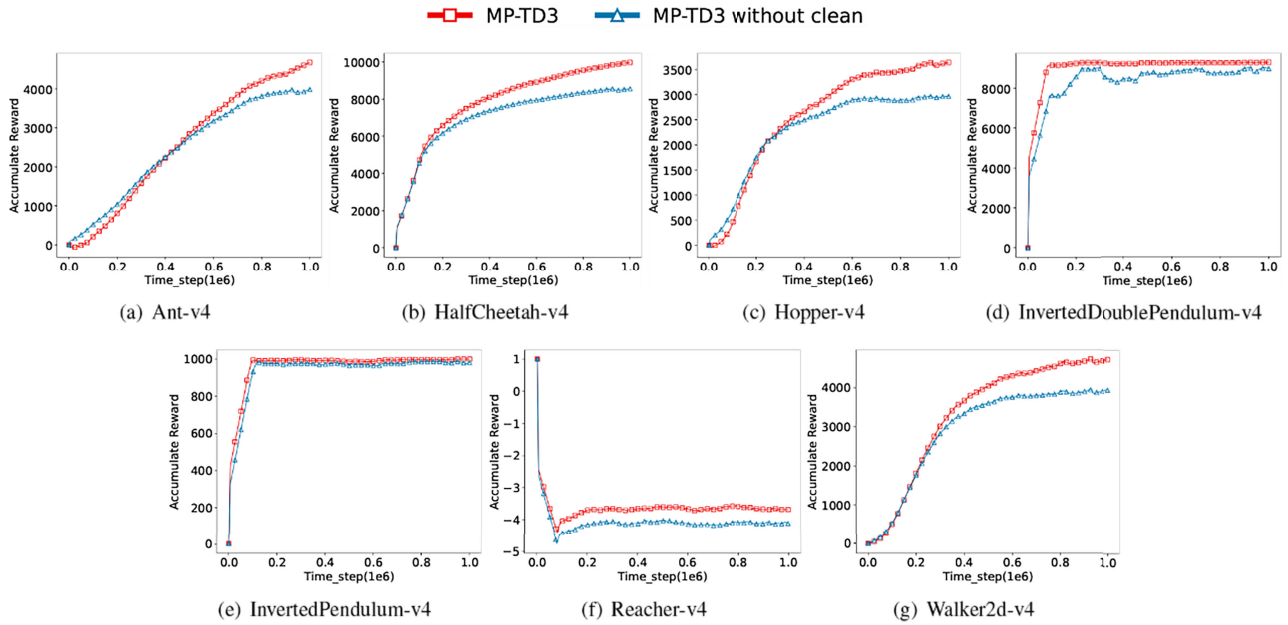 MP-TD3 MP-TD3 without clean
Accumulate Reward
4000
3000
2000
1000
0
0.0 0.2 0.4 0.6 0.8 1.0
Time_step(1e6)
(a) Ant-v4
Accumulate Reward
10000
8000
6000
4000
2000
0
0.0 0.2 0.4 0.6 0.8 1.0
Time_step(1e6)
(b) HalfCheetah-v4
Accumulate Reward
3500
3000
2500
2000
1500
1000
500
0
0.0 0.2 0.4 0.6 0.8 1.0
Time_step(1e6)
(c) Hopper-v4
Accumulate Reward
8000
6000
4000
2000
0
0.0 0.2 0.4 0.6 0.8 1.0
Time_step(1e6)
(d) InvertedDoublePendulum-v4
Accumulate Reward
1000
800
600
400
200
0
0.0 0.2 0.4 0.6 0.8 1.0
Time_step(1e6)
(e) InvertedPendulum-v4
Accumulate Reward
1
0
−1
−2
−3
−4
−5
0.0 0.2 0.4 0.6 0.8 1.0
Time_step(1e6)
(f) Reacher-v4
Accumulate Reward
4000
3000
2000
1000
0
0.0 0.2 0.4 0.6 0.8 1.0
Time_step(1e6)
(g) Walker2d-v4